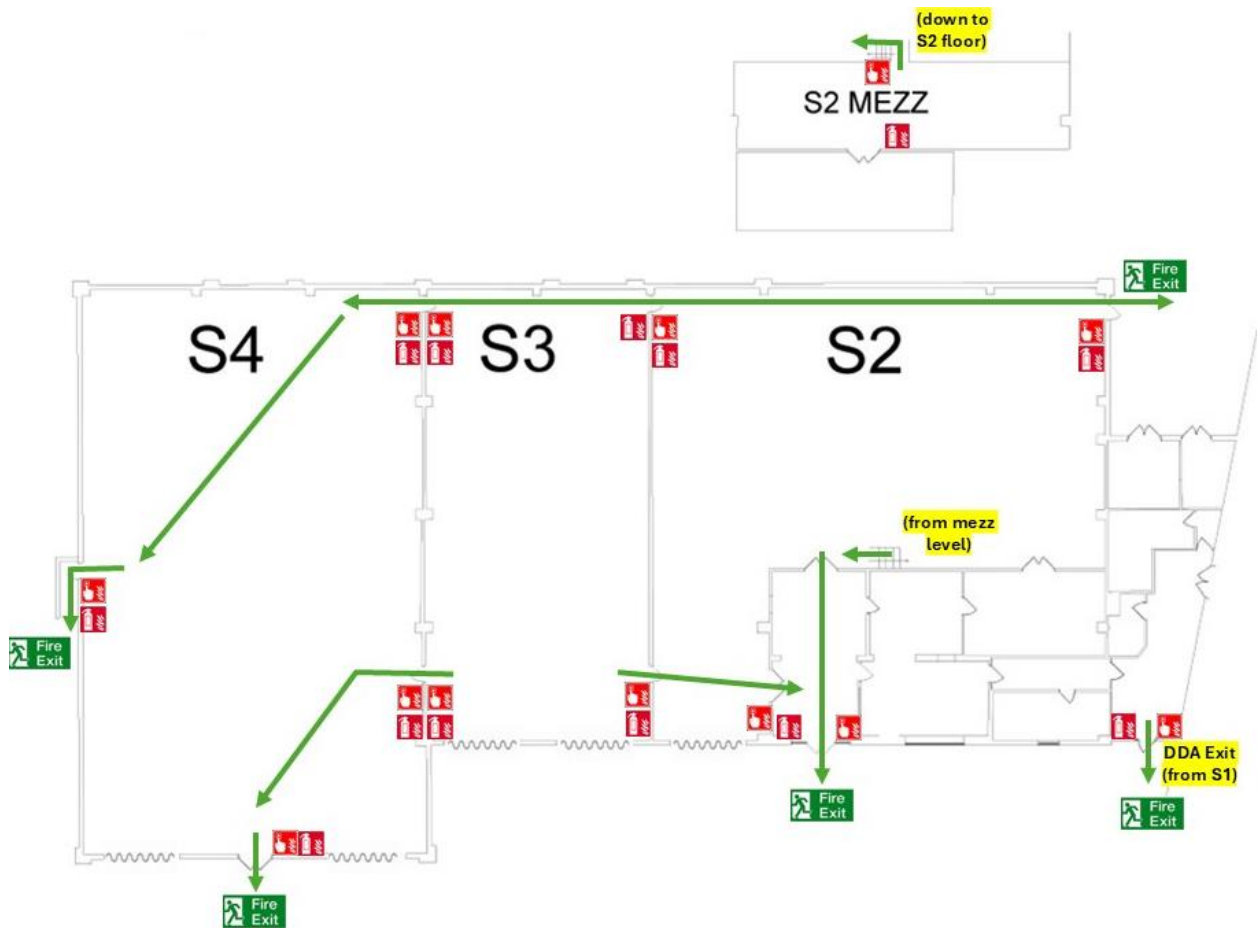 (down to
S2 floor)
S2 MEZZ
Fire
Exit
S4
S3
S2
(from mezz
level)
Fire
Exit
DDA Exit
(from S1)
Fire
Exit
Fire
Exit
Fire
Exit